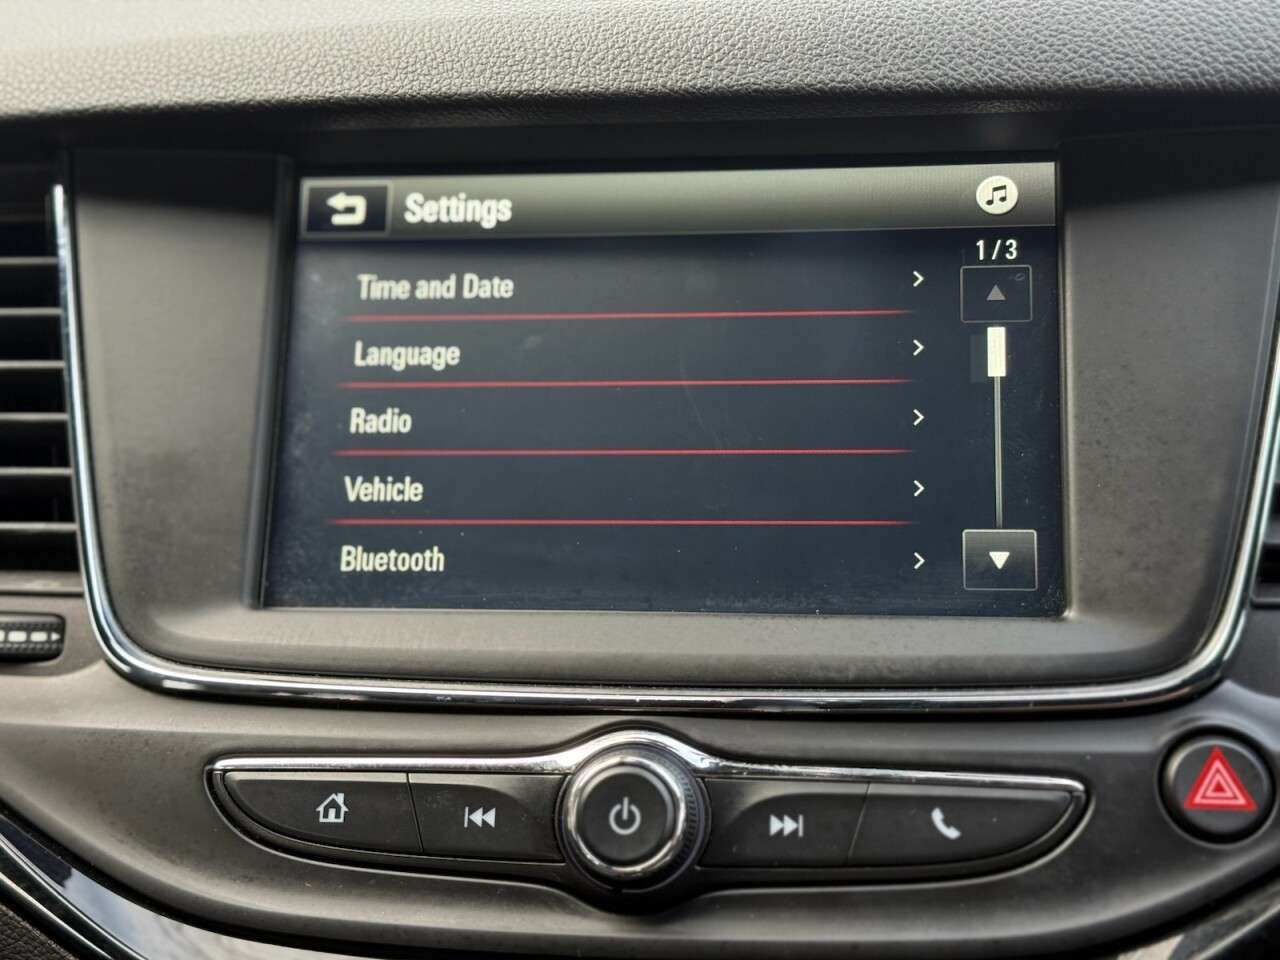 Settings
1/3
Time and Date
Language
Radio
Vehicle
Bluetooth